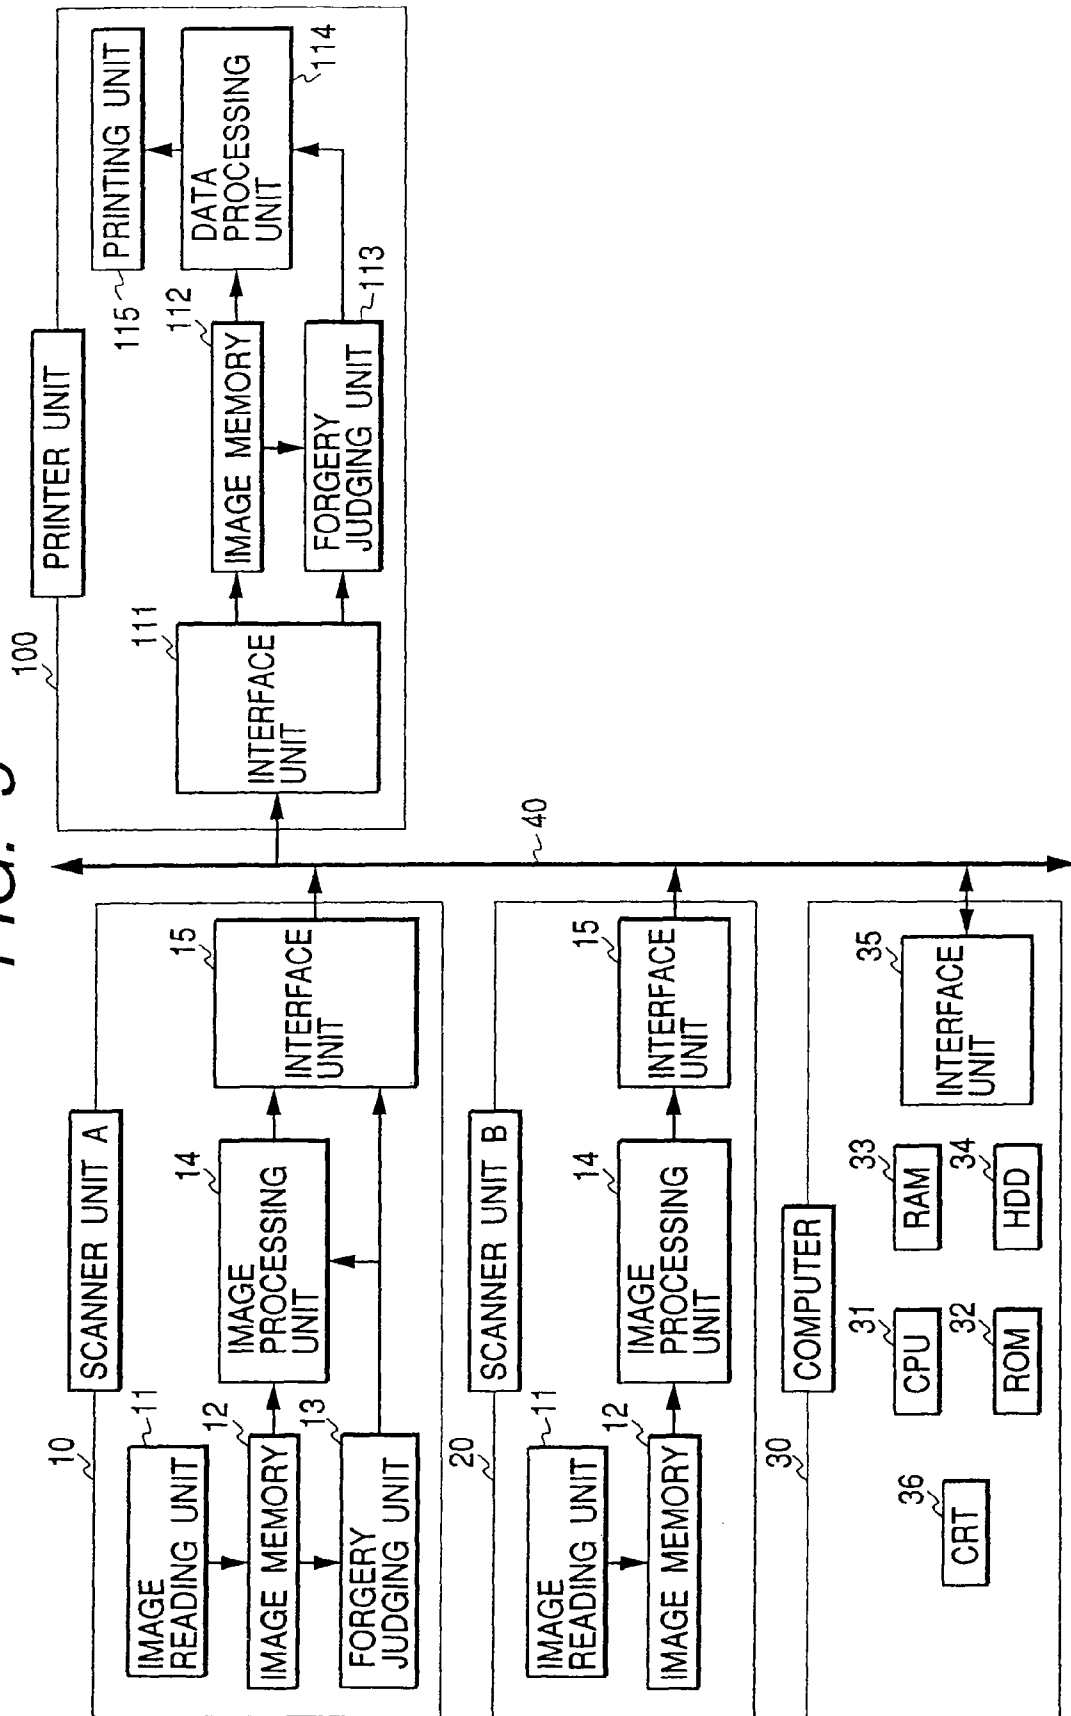 FIG.
10
SCANNER UNIT A
IMAGE
READING UNIT
11
IMAGE MEMORY
12
FORGERY
JUDGING UNIT
13
IMAGE
PROCESSING
UNIT
14
INTERFACE
UNIT
15
100
PRINTER UNIT
INTERFACE
UNIT
111
IMAGE MEMORY
112
FORGERY
JUDGING UNIT
113
DATA
PROCESSING
UNIT
114
PRINTING UNIT
115
40
20
SCANNER UNIT B
IMAGE
READING UNIT
11
IMAGE MEMORY
12
IMAGE
PROCESSING
UNIT
14
INTERFACE
UNIT
15
30
COMPUTER
36
CRT
31
CPU
32
ROM
33
RAM
34
HDD
35
INTERFACE
UNIT